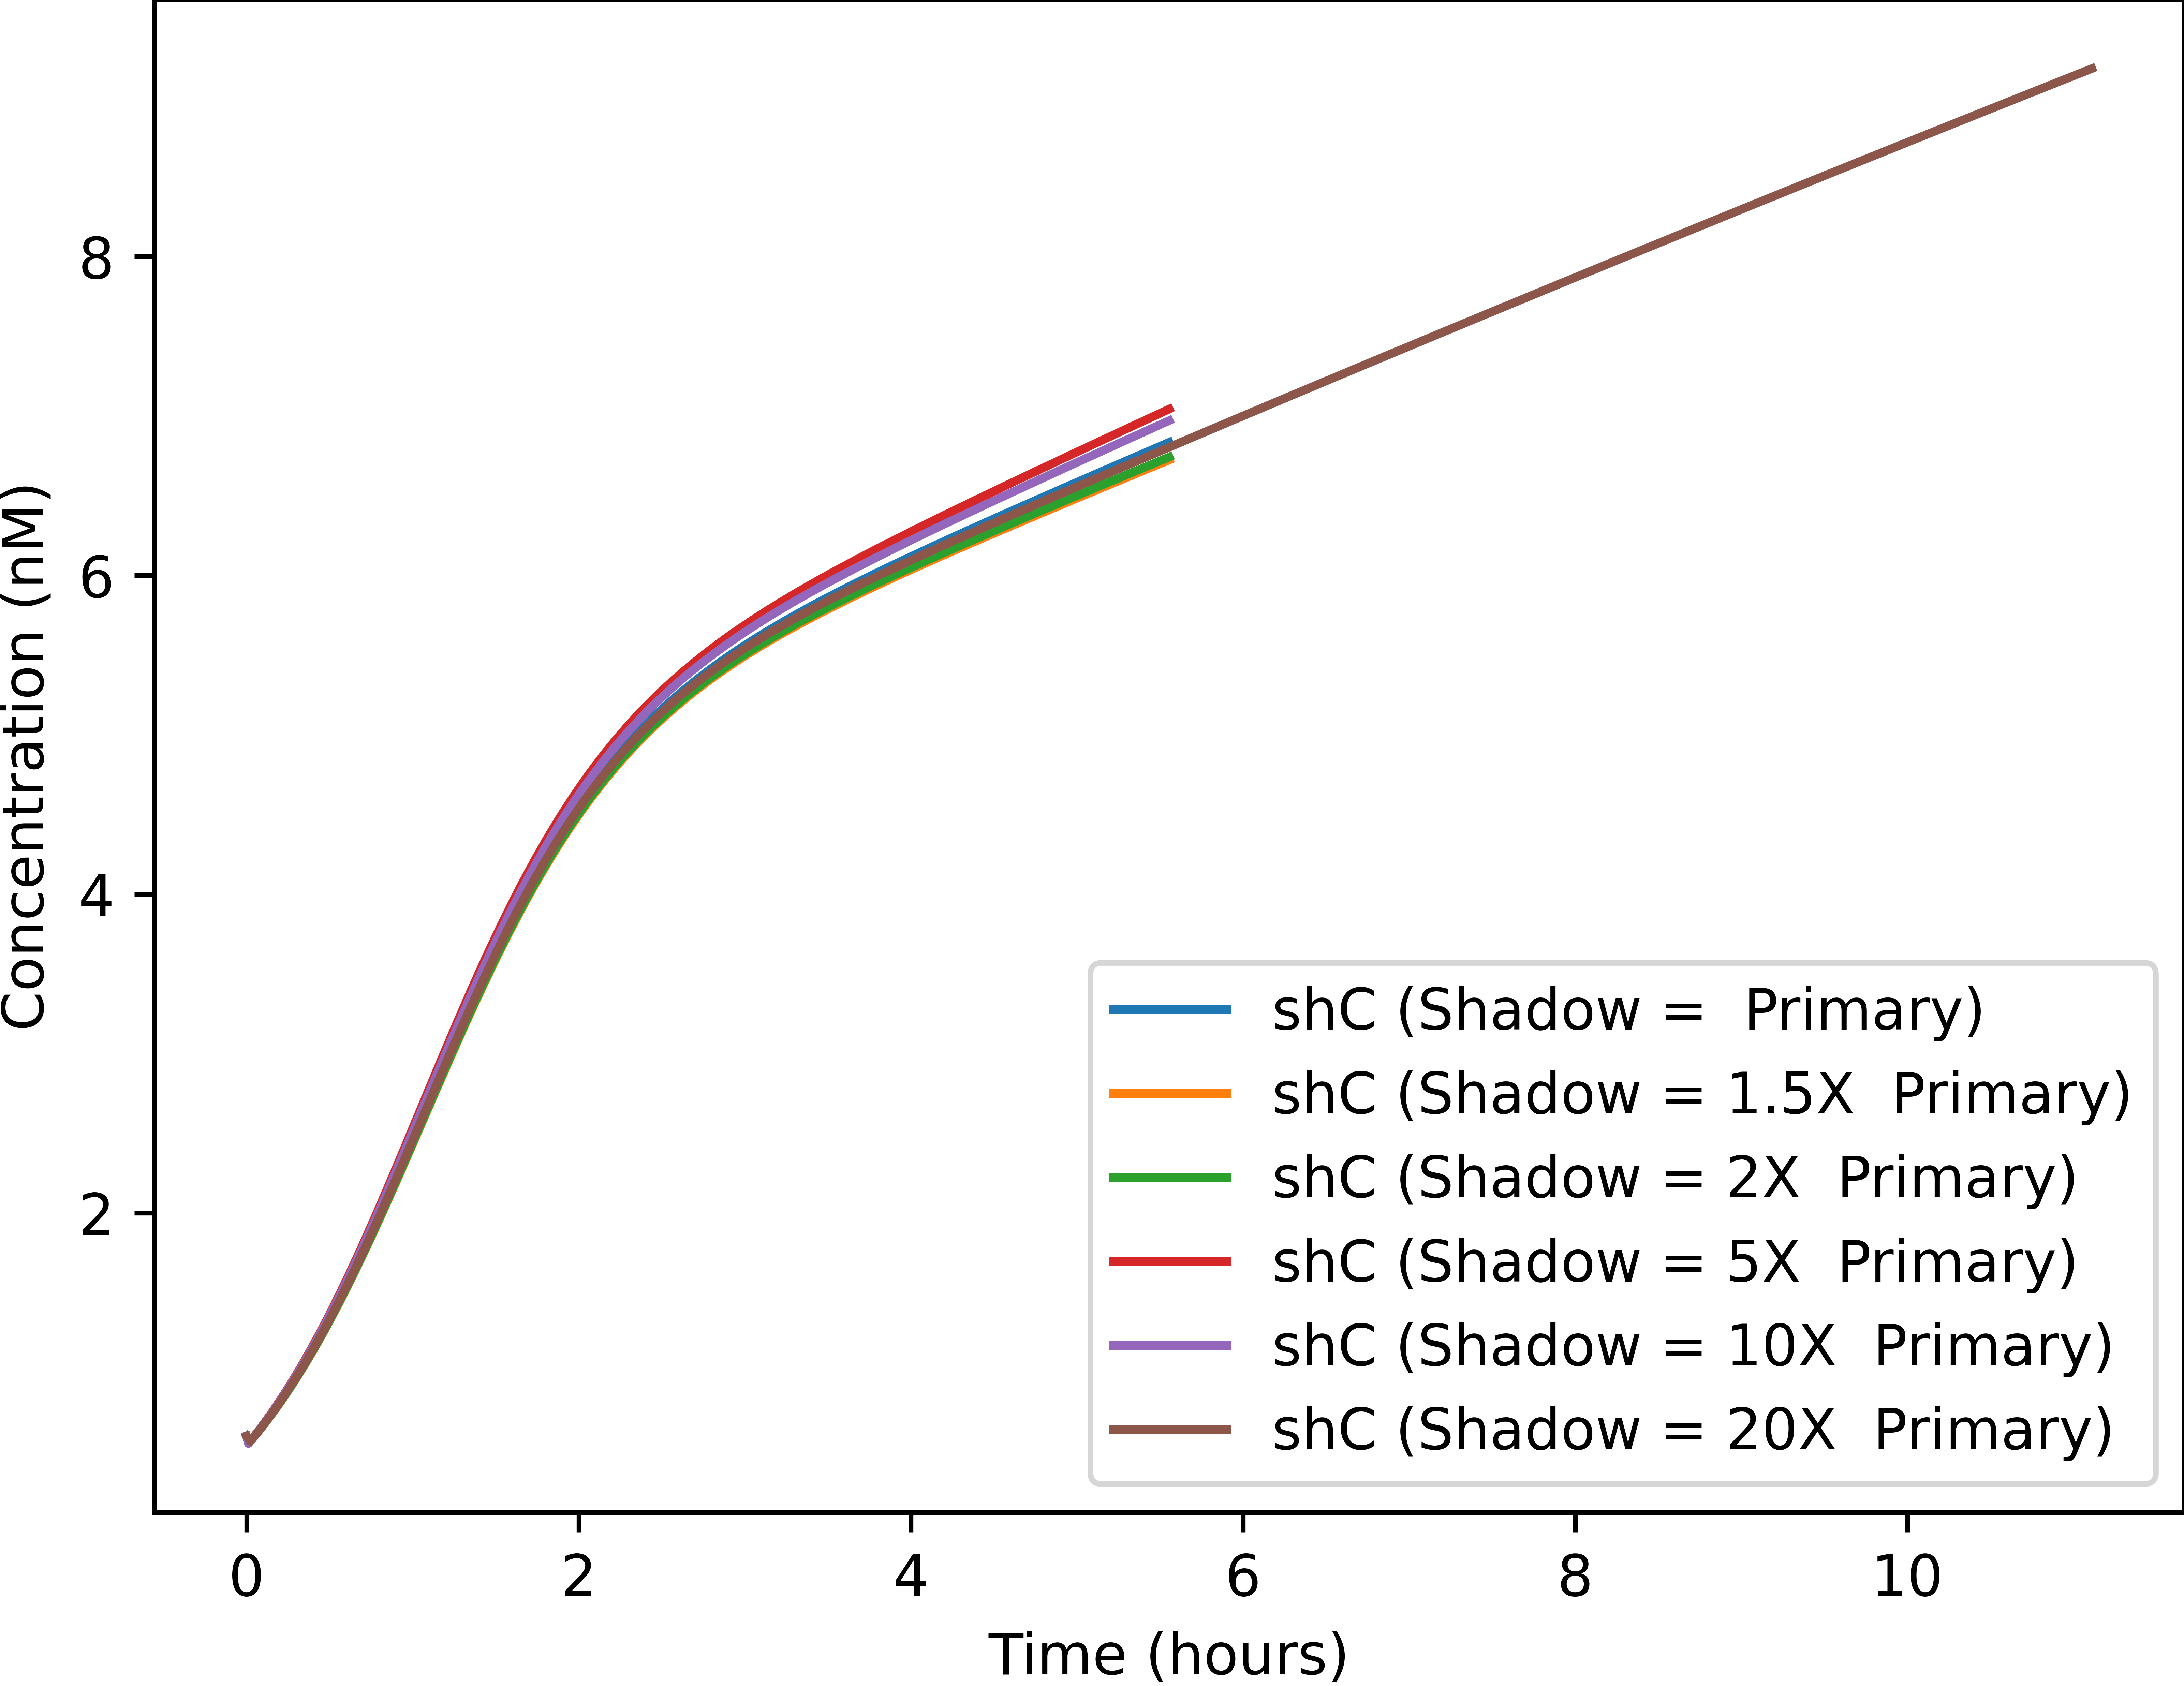 Concentration (nM)
8
6
4
2
shC (Shadow =  Primary)
shC (Shadow = 1.5X  Primary)
shC (Shadow = 2X  Primary)
shC (Shadow = 5X  Primary)
shC (Shadow = 10X  Primary)
shC (Shadow = 20X  Primary)
0 2 4 6 8 10
Time (hours)